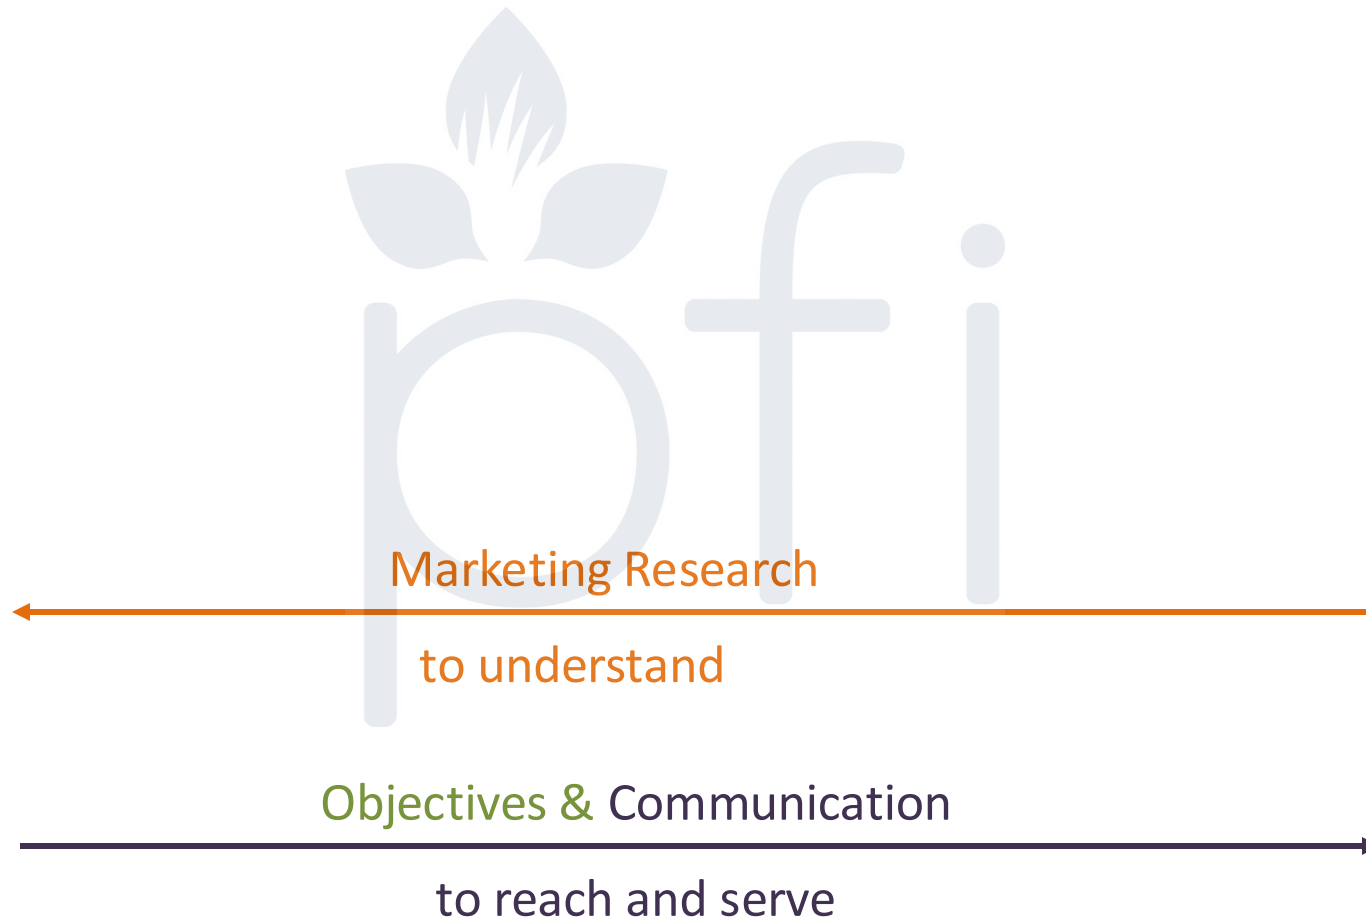 pfi
Marketing Research
to understand
Objectives & Communication
to reach and serve